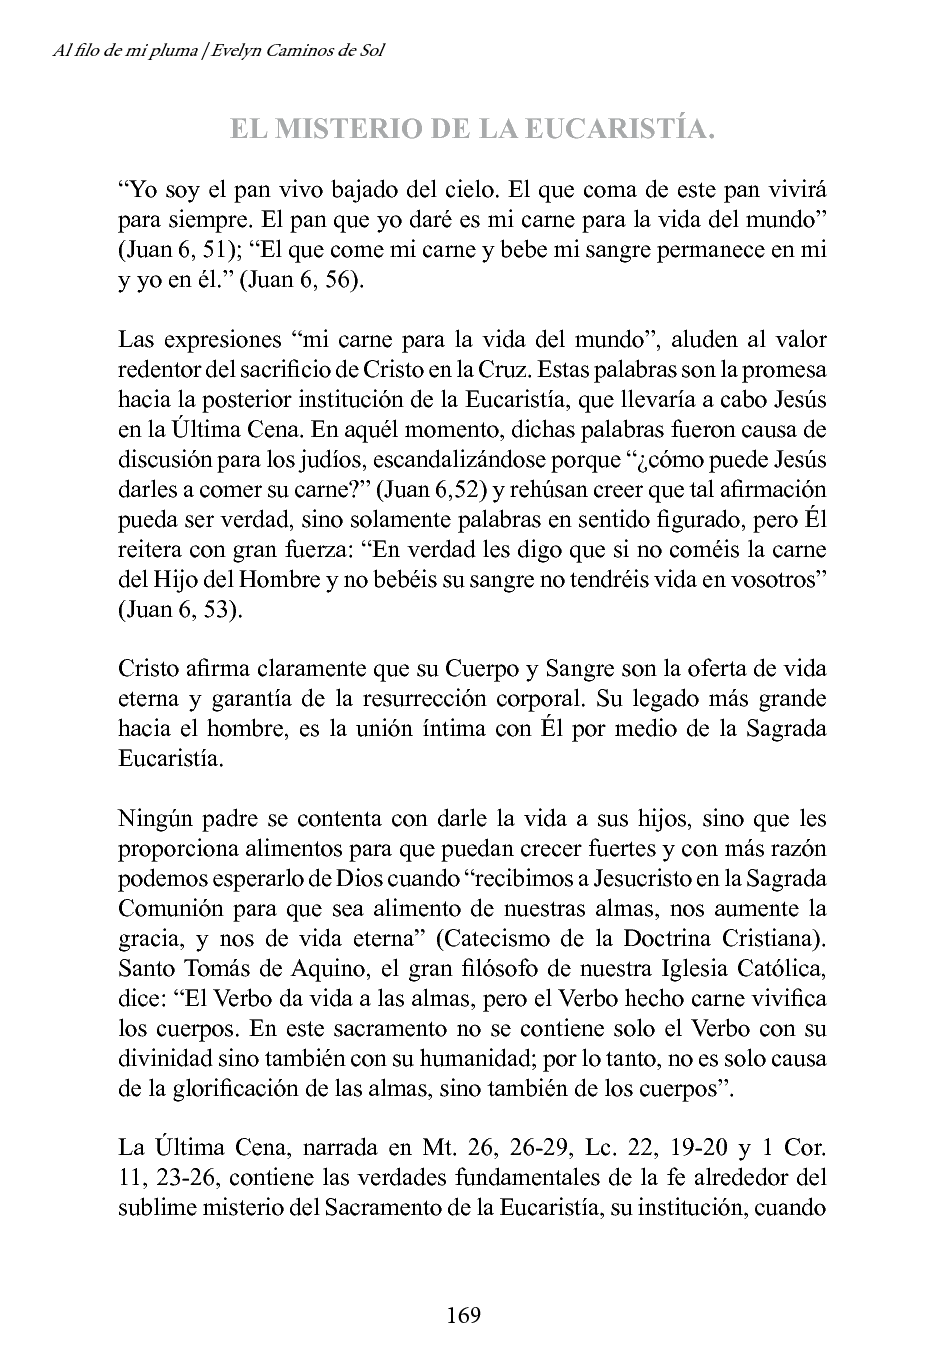 Al filo de mi pluma | Evelyn Caminos de Sol
EL MISTERIO DE LA EUCARISTÍA.
“Yo soy el pan vivo bajado del cielo. El que coma de este pan vivirá
para siempre. El pan que yo daré es mi carne para la vida del mundo”
(Juan 6, 51); “El que come mi carne y bebe mi sangre permanece en mi
y yo en él.” (Juan 6, 56).
Las expresiones “mi carne para la vida del mundo”, aluden al valor
redentor del sacrificio de Cristo en la Cruz. Estas palabras son la promesa
hacia la posterior institución de la Eucaristía, que llevaría a cabo Jesús
en la Última Cena. En aquél momento, dichas palabras fueron causa de
discusión para los judíos, escandalizándose porque “¿cómo puede Jesús
darles a comer su carne?” (Juan 6,52) y rehúsan creer que tal afirmación
pueda ser verdad, sino solamente palabras en sentido figurado, pero Él
reitera con gran fuerza: “En verdad les digo que si no coméis la carne
del Hijo del Hombre y no bebéis su sangre no tendréis vida en vosotros”
(Juan 6, 53).
Cristo afirma claramente que su Cuerpo y Sangre son la oferta de vida
eterna y garantía de la resurrección corporal. Su legado más grande
hacia el hombre, es la unión íntima con Él por medio de la Sagrada
Eucaristía.
Ningún padre se contenta con darle la vida a sus hijos, sino que les
proporciona alimentos para que puedan crecer fuertes y con más razón
podemos esperarlo de Dios cuando “recibimos a Jesucristo en la Sagrada
Comunión para que sea alimento de nuestras almas, nos aumente la
gracia, y nos de vida eterna” (Catecismo de la Doctrina Cristiana).
Santo Tomás de Aquino, el gran filósofo de nuestra Iglesia Católica,
dice: “El Verbo da vida a las almas, pero el Verbo hecho carne vivifica
los cuerpos. En este sacramento no se contiene solo el Verbo con su
divinidad sino también con su humanidad; por lo tanto, no es solo causa
de la glorificación de las almas, sino también de los cuerpos”.
La Última Cena, narrada en Mt. 26, 26-29, Lc. 22, 19-20 y 1 Cor.
11, 23-26, contiene las verdades fundamentales de la fe alrededor del
sublime misterio del Sacramento de la Eucaristía, su institución, cuando
169